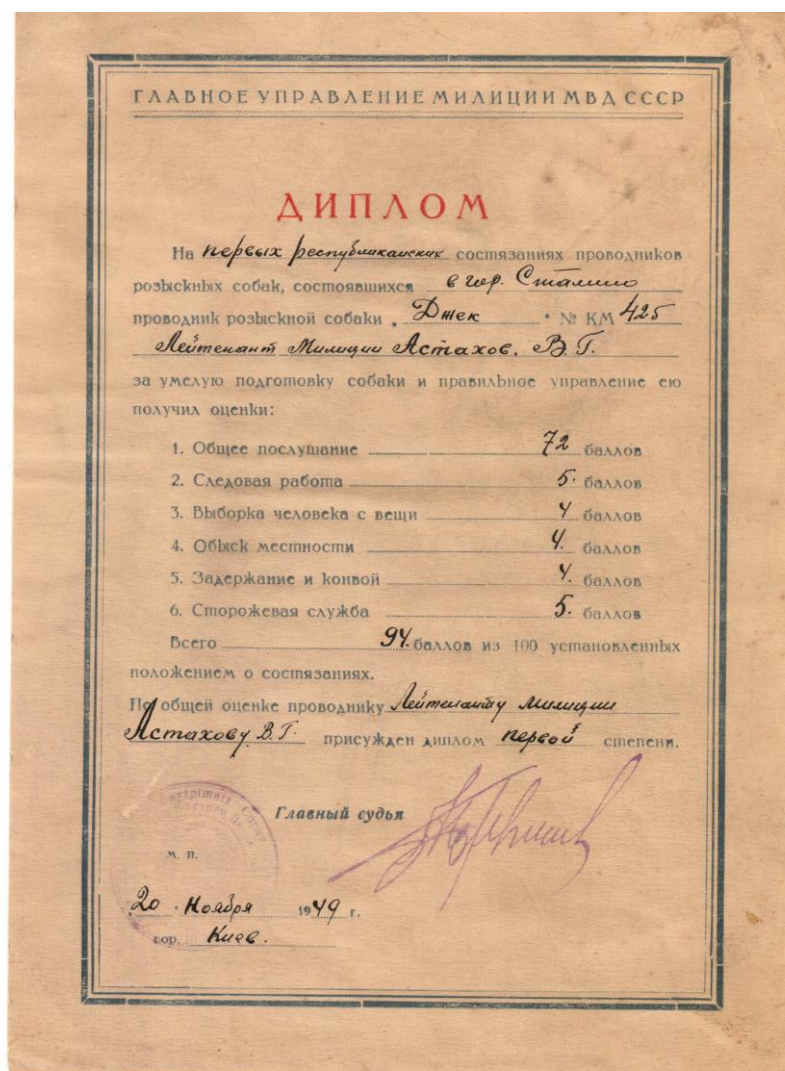 ГЛАВНОЕ УПРАВЛЕНИЕ МИЛИЦИИ МВД СССР
ДИПЛОМ
На первых республиканских состязаниях проводников
розыскных собак, состоявшихся в гор. Сталино
проводник розыскной собаки „Джек" № КМ 425
Лейтенант Милиции Астахов. В. Г.
за умелую подготовку собаки и правильное управление ею
получил оценки:
1. Общее послушание 72 баллов
2. Следовая работа 5. баллов
3. Выборка человека с вещи 4 баллов
4. Обыск местности 4. баллов
5. Задержание и конвой 4. баллов
6. Сторожевая служба 5. баллов
Всего 94. баллов из 100 установленных
положением о состязаниях.
По общей оценке проводнику Лейтенанту Милиции
Астахову В. Г. присужден диплом первой степени.
Главный судья
М. П.
„20" Ноября 1949 г.
гор. Киев.